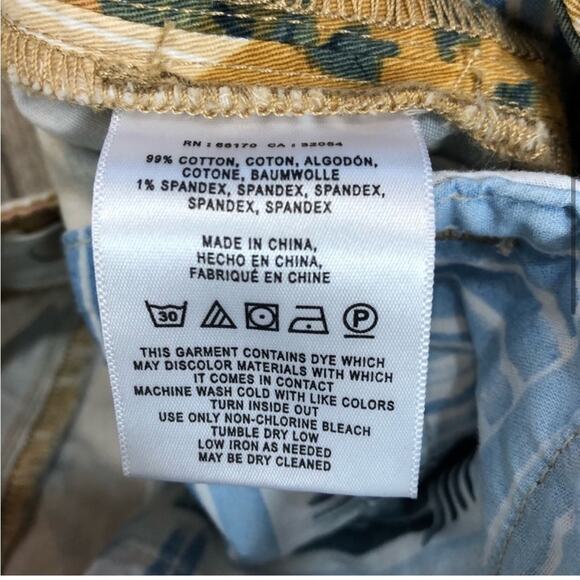 RN : 66170 CA : 32054
99% COTTON, COTON, ALGODÓN,
COTONE, BAUMWOLLE
1% SPANDEX, SPANDEX, SPANDEX,
SPANDEX, SPANDEX
MADE IN CHINA,
HECHO EN CHINA,
FABRIQUÉ EN CHINE
30 P
THIS GARMENT CONTAINS DYE WHICH
MAY DISCOLOR MATERIALS WITH WHICH
IT COMES IN CONTACT
MACHINE WASH COLD WITH LIKE COLORS
TURN INSIDE OUT
USE ONLY NON-CHLORINE BLEACH
TUMBLE DRY LOW
LOW IRON AS NEEDED
MAY BE DRY CLEANED